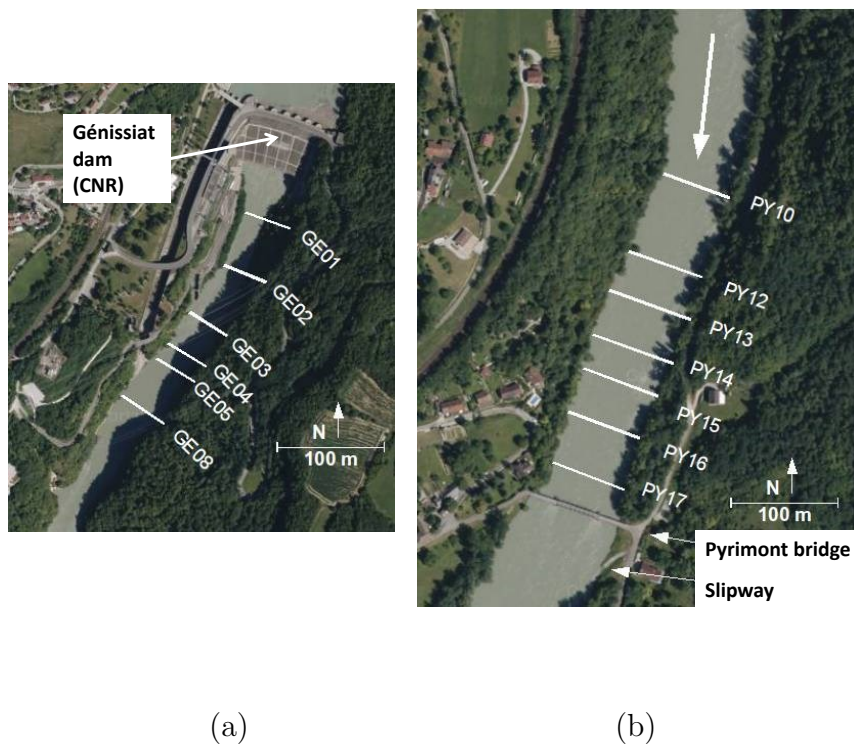 Génissiat
dam
(CNR)
GE01
GE02
GE03
GE04
GE05
GE08
N
100 m
PY10
PY12
PY13
PY14
PY15
PY16
PY17
N
100 m
Pyrimont bridge
Slipway
(a)
(b)